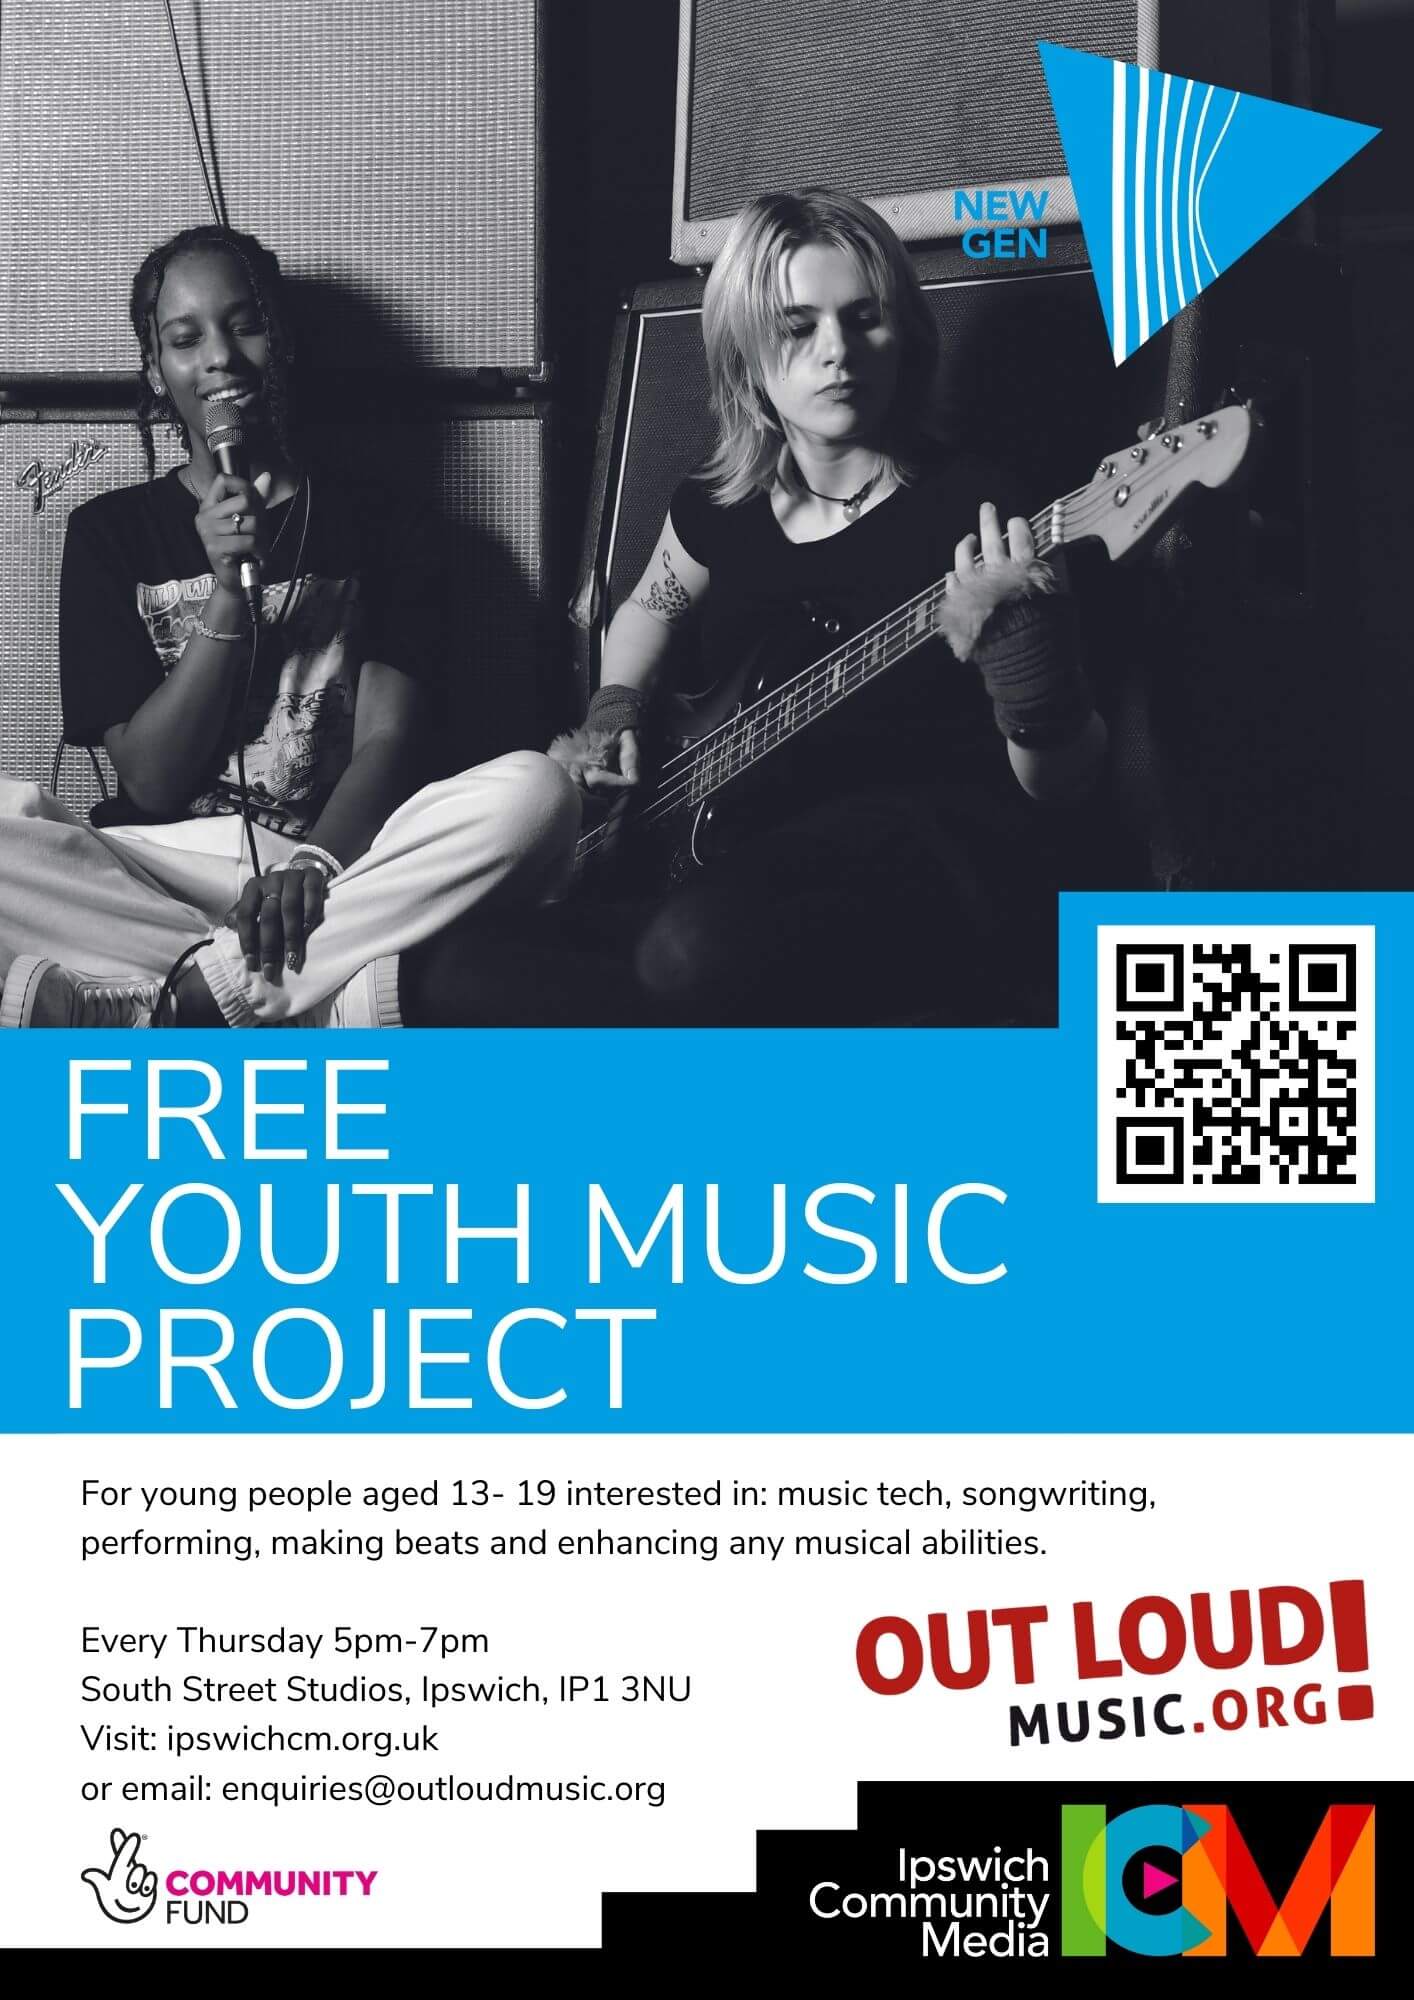 NEW
GEN
Fender
FREE
YOUTH MUSIC
PROJECT
For young people aged 13- 19 interested in: music tech, songwriting,
performing, making beats and enhancing any musical abilities.
Every Thursday 5pm-7pm
South Street Studios, Ipswich, IP1 3NU
Visit: ipswichcm.org.uk
or email: enquiries@outloudmusic.org
OUT LOUD!
MUSIC.ORG
COMMUNITY
FUND
Ipswich
Community
Media
ICM